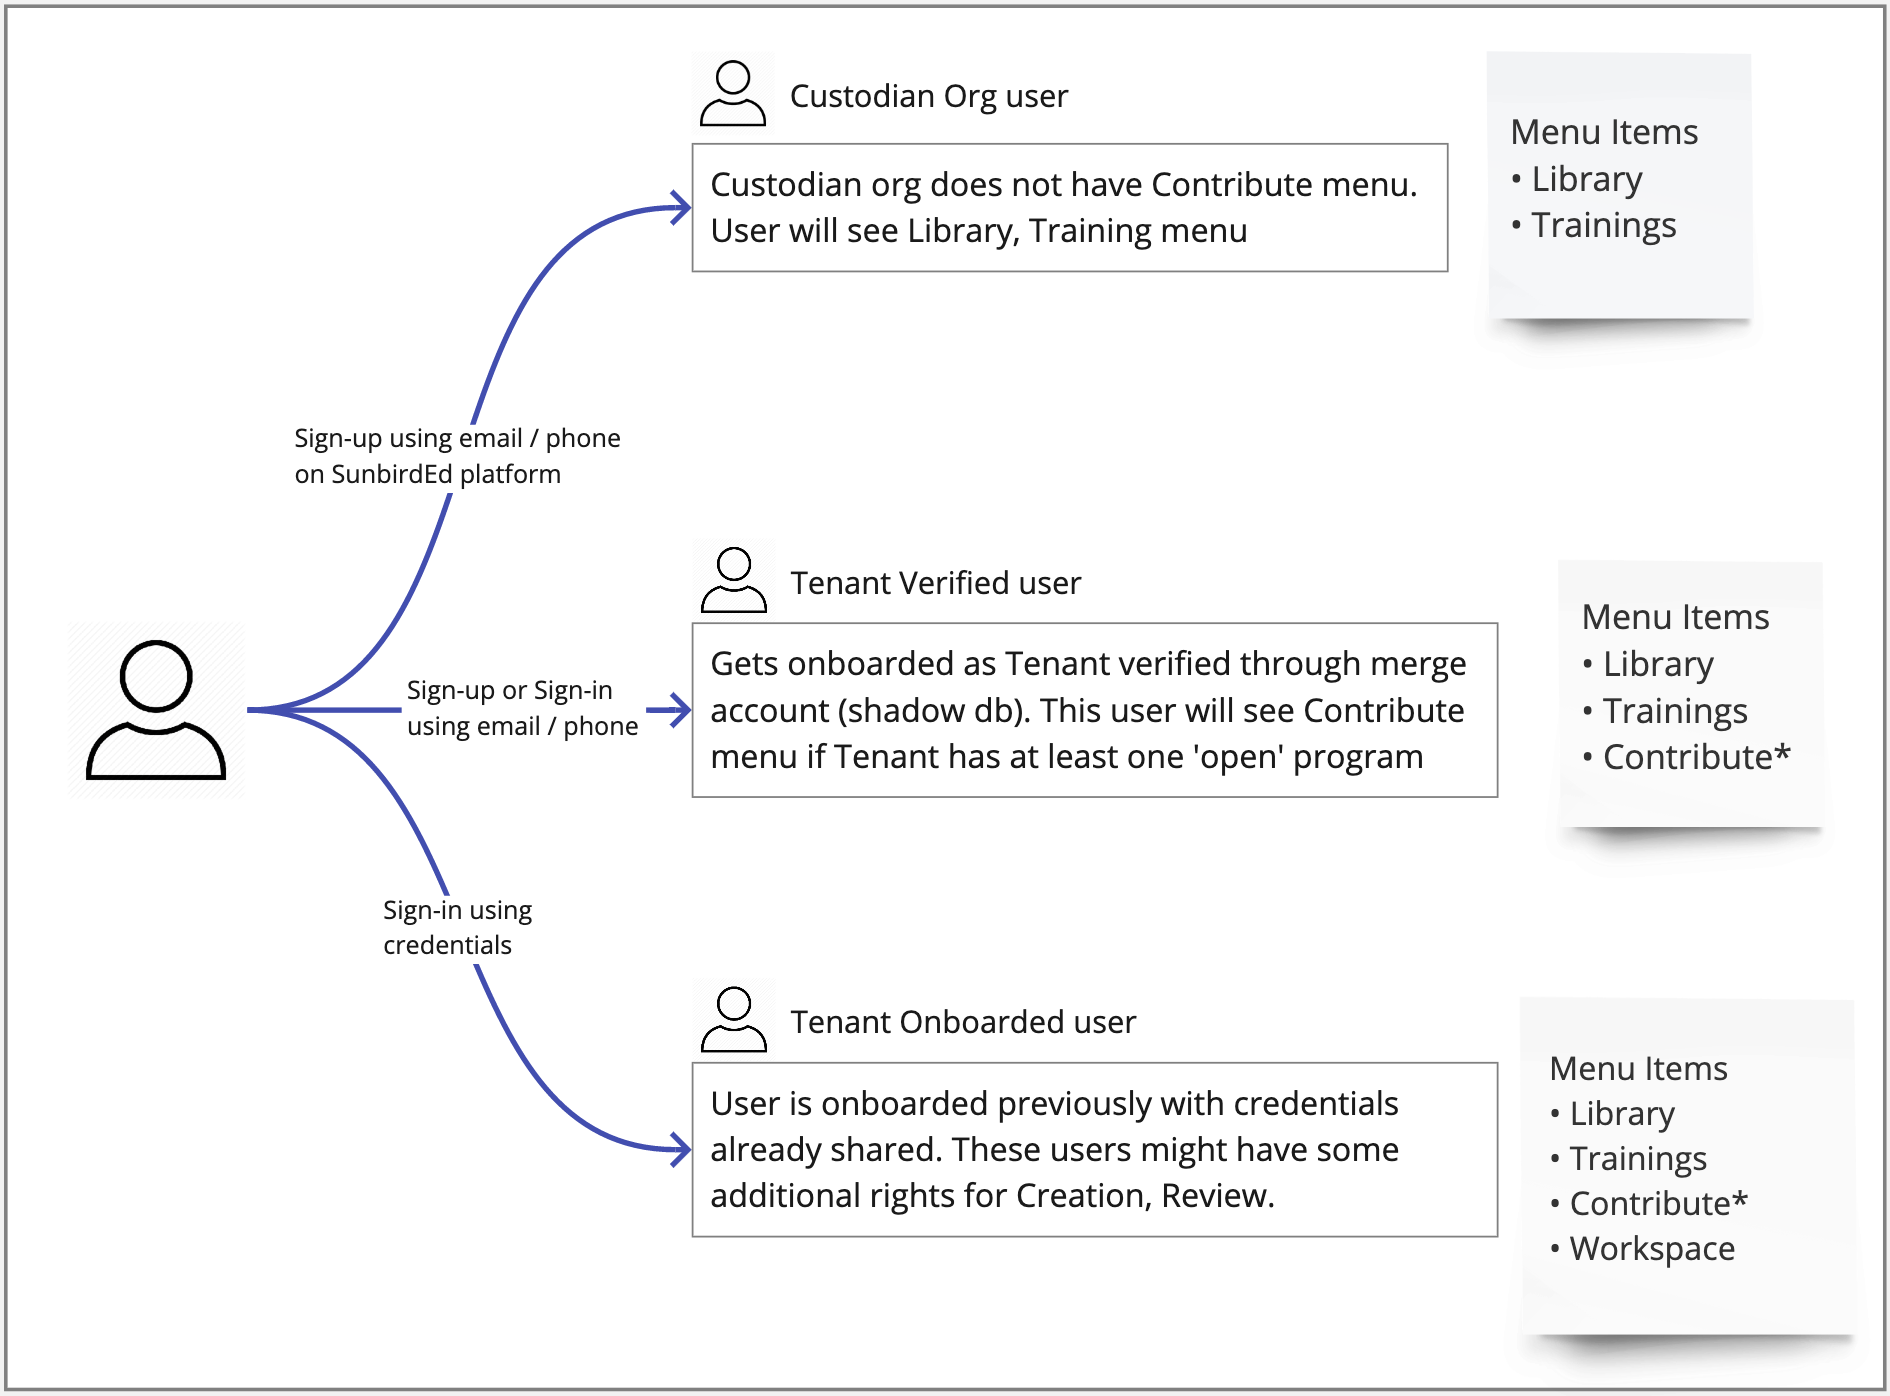 Custodian Org user
Custodian org does not have Contribute menu.
User will see Library, Training menu
Menu Items
• Library
• Trainings
Sign-up using email / phone
on SunbirdEd platform
Tenant Verified user
Gets onboarded as Tenant verified through merge
account (shadow db). This user will see Contribute
menu if Tenant has at least one 'open' program
Menu Items
• Library
• Trainings
• Contribute*
Sign-up or Sign-in
using email / phone
Sign-in using
credentials
Tenant Onboarded user
User is onboarded previously with credentials
already shared. These users might have some
additional rights for Creation, Review.
Menu Items
• Library
• Trainings
• Contribute*
• Workspace